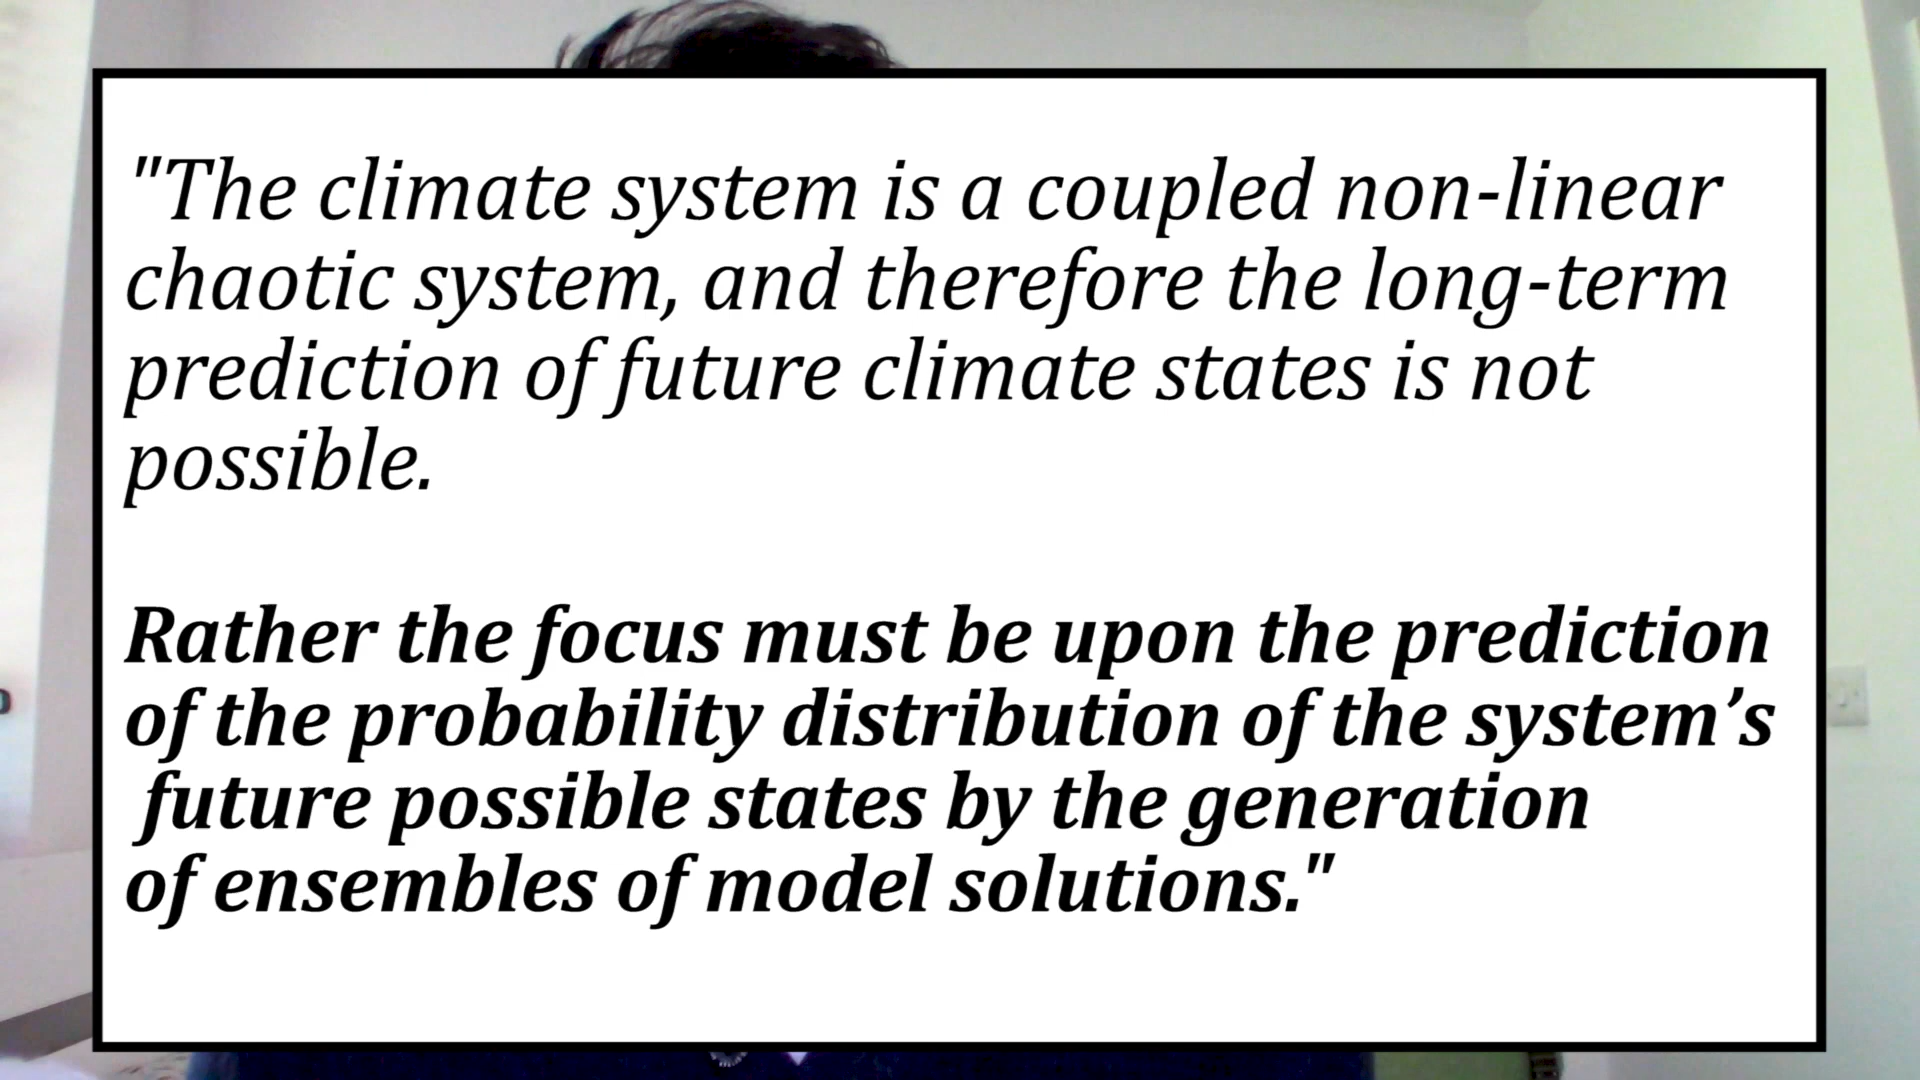 "The climate system is a coupled non-linear
chaotic system, and therefore the long-term
prediction of future climate states is not
possible.
Rather the focus must be upon the prediction
of the probability distribution of the system’s
future possible states by the generation
of ensembles of model solutions."